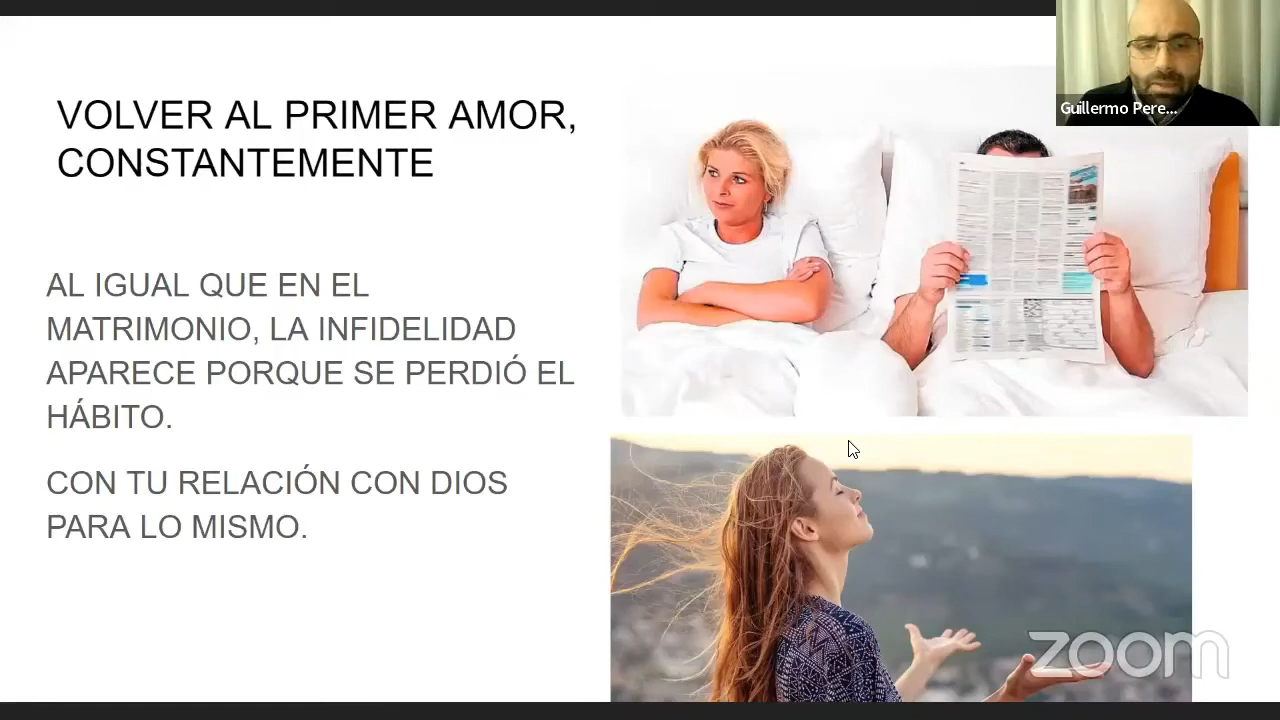 VOLVER AL PRIMER AMOR,
CONSTANTEMENTE
AL IGUAL QUE EN EL
MATRIMONIO, LA INFIDELIDAD
APARECE PORQUE SE PERDIÓ EL
HÁBITO.
CON TU RELACIÓN CON DIOS
PARA LO MISMO.
Guillermo Pere...
zoom